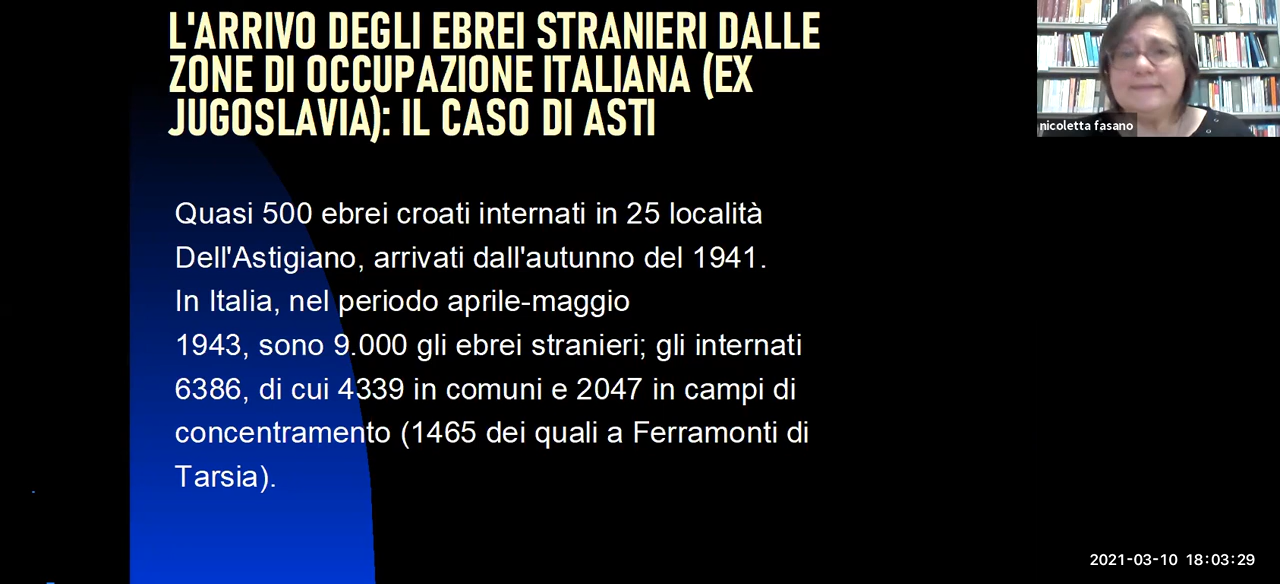 L'ARRIVO DEGLI EBREI STRANIERI DALLE
ZONE DI OCCUPAZIONE ITALIANA (EX
JUGOSLAVIA): IL CASO DI ASTI
nicoletta fasano
Quasi 500 ebrei croati internati in 25 località
Dell'Astigiano, arrivati dall'autunno del 1941.
In Italia, nel periodo aprile-maggio
1943, sono 9.000 gli ebrei stranieri; gli internati
6386, di cui 4339 in comuni e 2047 in campi di
concentramento (1465 dei quali a Ferramonti di
Tarsia).
2021-03-10 18:03:29